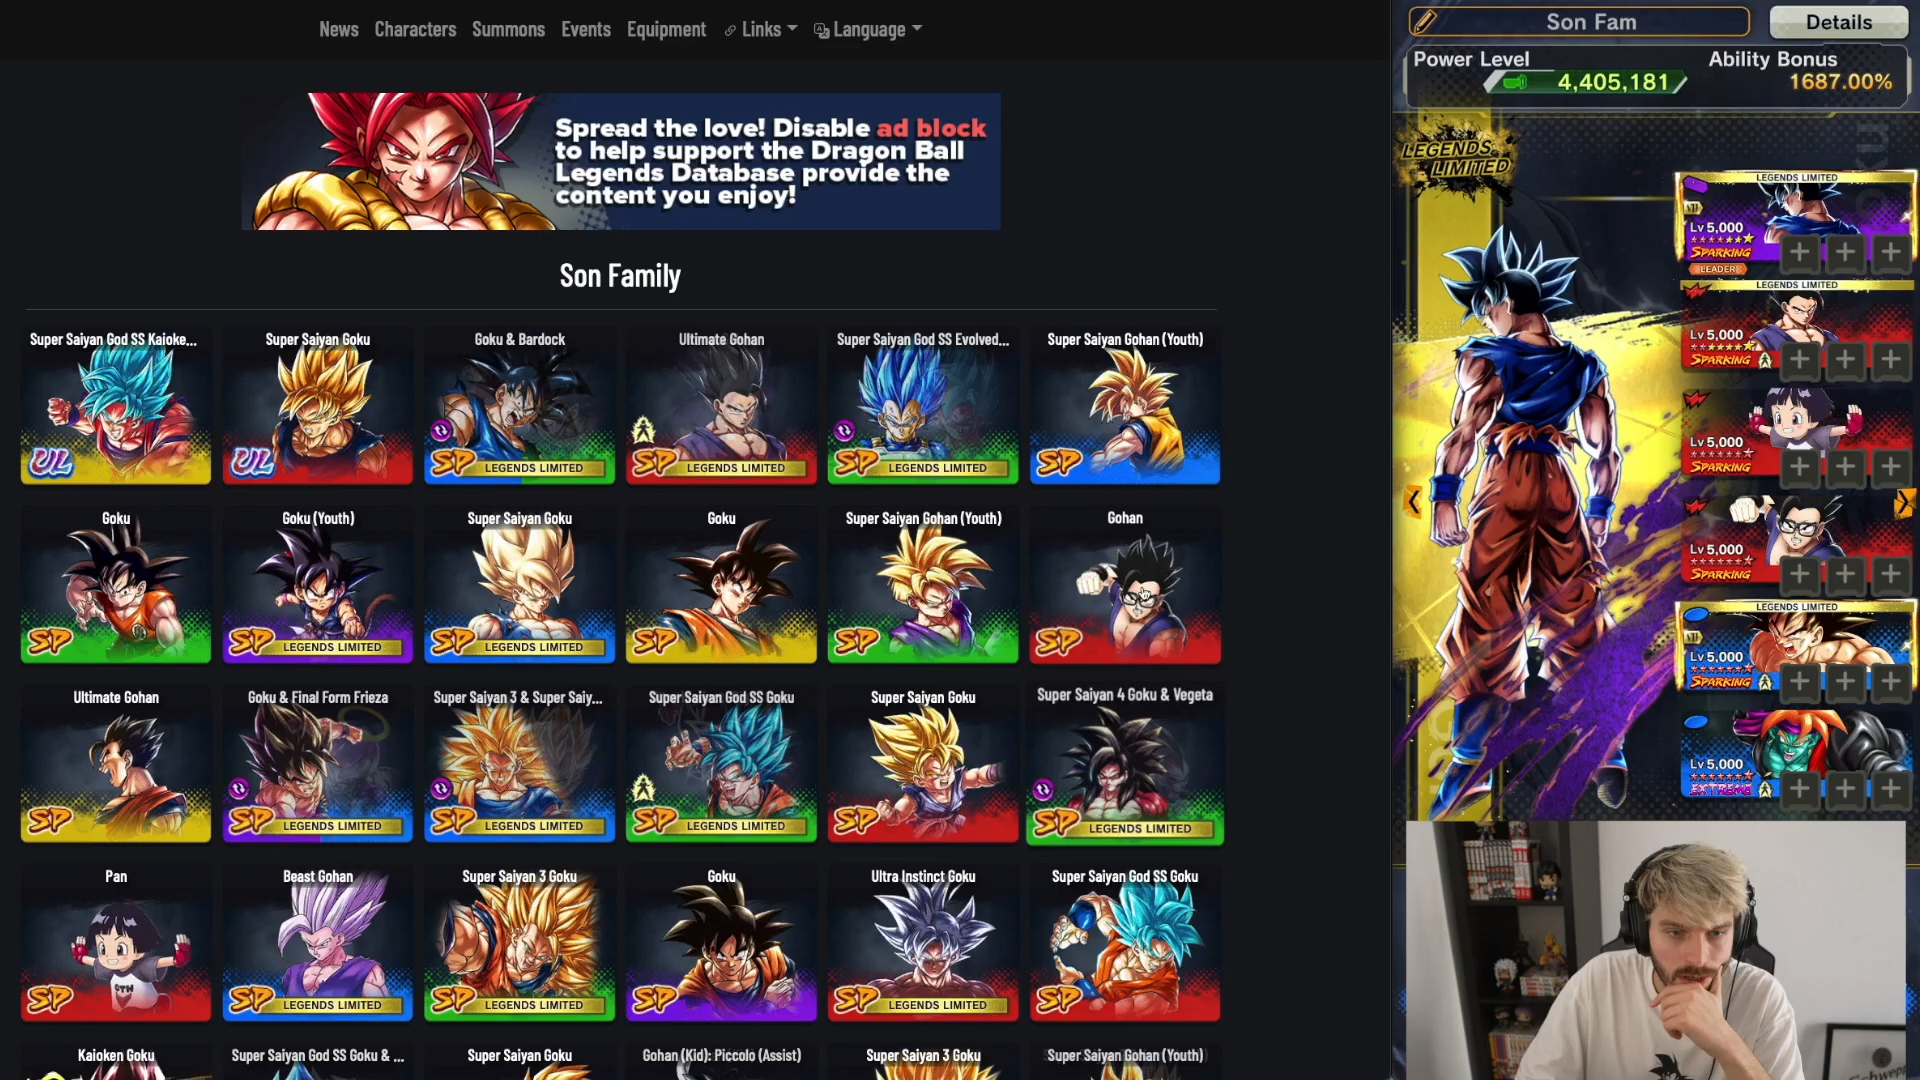 News
Characters
Summons
Events
Equipment
Links
Language
Spread the love! Disable ad block
to help support the Dragon Ball
Legends Database provide the
content you enjoy!
Son Family
Super Saiyan God SS Kaioke...
UL
Super Saiyan Goku
UL
Goku & Bardock
SP
LEGENDS LIMITED
Ultimate Gohan
SP
LEGENDS LIMITED
Super Saiyan God SS Evolved...
SP
LEGENDS LIMITED
Super Saiyan Gohan (Youth)
SP
Goku
SP
Goku (Youth)
SP
LEGENDS LIMITED
Super Saiyan Goku
SP
LEGENDS LIMITED
Goku
SP
Super Saiyan Gohan (Youth)
SP
LEGENDS LIMITED
Gohan
SP
Ultimate Gohan
SP
Goku & Final Form Frieza
SP
LEGENDS LIMITED
Super Saiyan 3 & Super Saiy...
SP
LEGENDS LIMITED
Super Saiyan God SS Goku
SP
LEGENDS LIMITED
Super Saiyan Goku
SP
Super Saiyan 4 Goku & Vegeta
SP
LEGENDS LIMITED
Pan
SP
Beast Gohan
SP
LEGENDS LIMITED
Super Saiyan 3 Goku
SP
LEGENDS LIMITED
Goku
SP
Ultra Instinct Goku
SP
LEGENDS LIMITED
Super Saiyan God SS Goku
SP
Kaioken Goku
Super Saiyan God SS Goku & ...
Super Saiyan Goku
Gohan (Kid): Piccolo (Assist)
Super Saiyan 3 Goku
Super Saiyan Gohan (Youth)
Son Fam
Details
Power Level
4,405,181
Ability Bonus
1687.00%
LEGENDS
LIMITED
LEGENDS LIMITED
Lv 5,000
SPARKING
LEADER
LEGENDS LIMITED
Lv 5,000
SPARKING
Lv 5,000
SPARKING
Lv 5,000
SPARKING
LEGENDS LIMITED
Lv 5,000
SPARKING
Lv 5,000
EXTREME